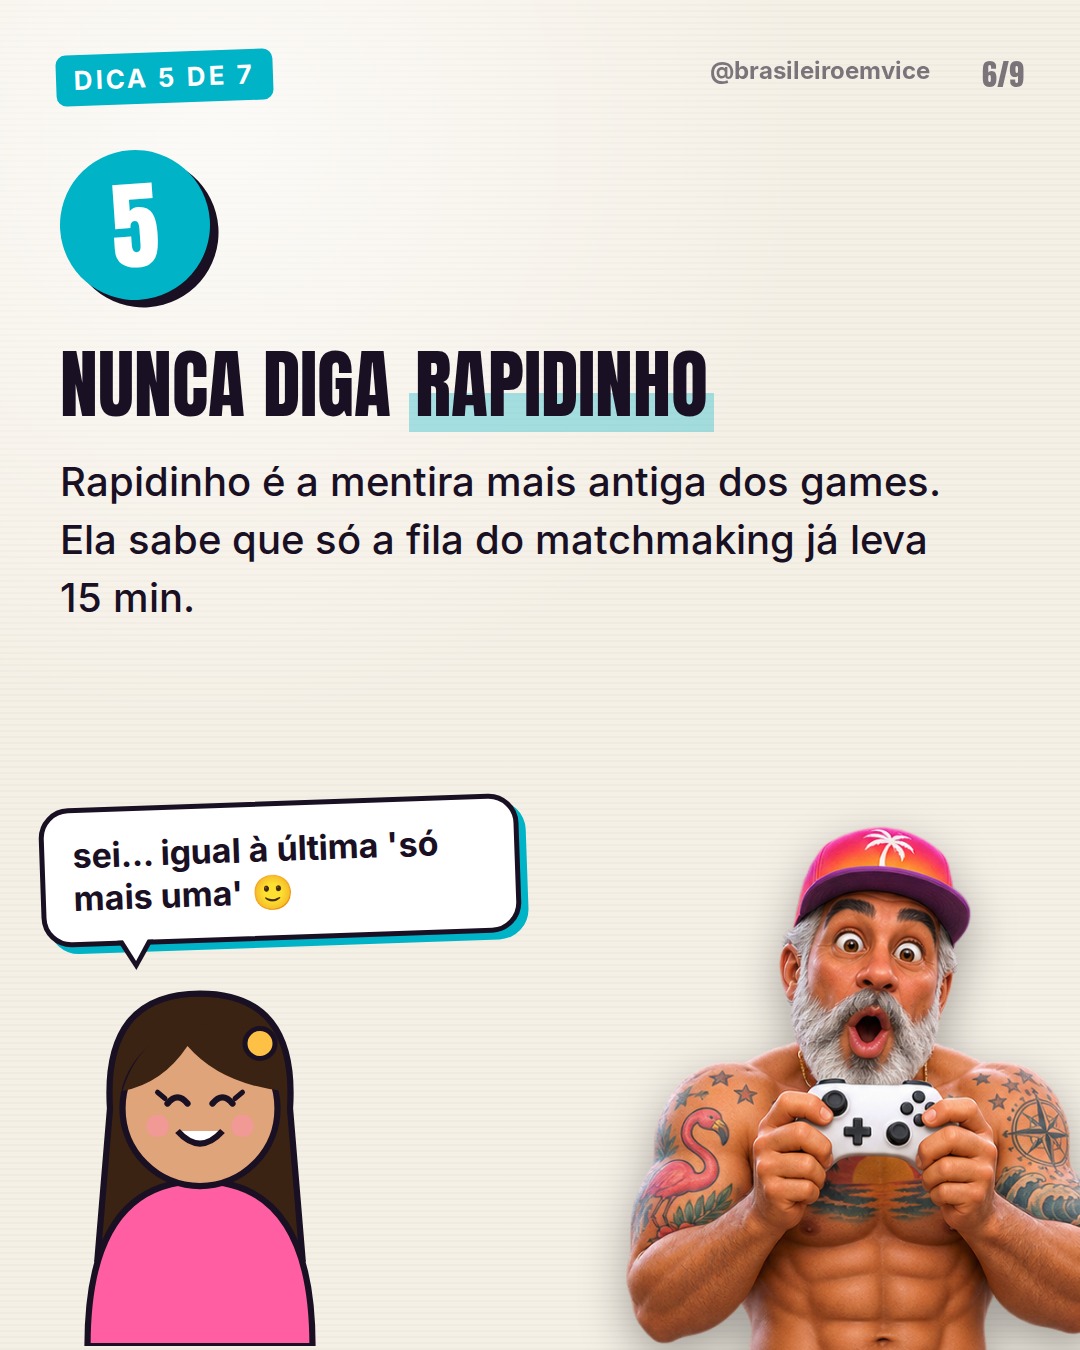 DICA 5 DE 7
@brasileiroemvice
6/9
5
NUNCA DIGA RAPIDINHO
Rapidinho é a mentira mais antiga dos games.
Ela sabe que só a fila do matchmaking já leva
15 min.
sei... igual à última 'só
mais uma' 🙂